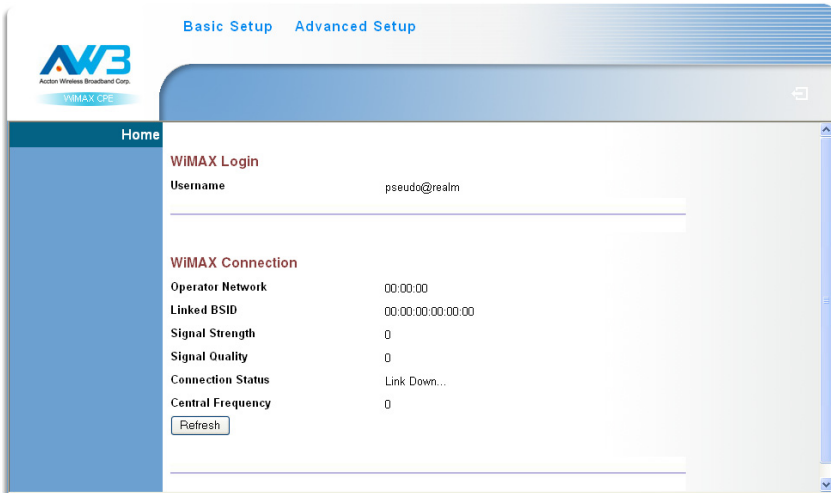 Basic Setup Advanced Setup
AWB
Accton Wireless Broadband Corp.
WiMAX CPE
Home
WiMAX Login
Username pseudo@realm
WiMAX Connection
Operator Network 00:00:00
Linked BSID 00:00:00:00:00:00
Signal Strength 0
Signal Quality 0
Connection Status Link Down...
Central Frequency 0
Refresh